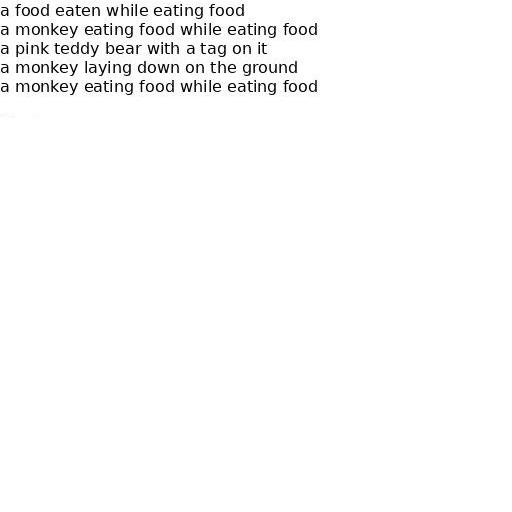 a food eaten while eating food
a monkey eating food while eating food
a pink teddy bear with a tag on it
a monkey laying down on the ground
a monkey eating food while eating food